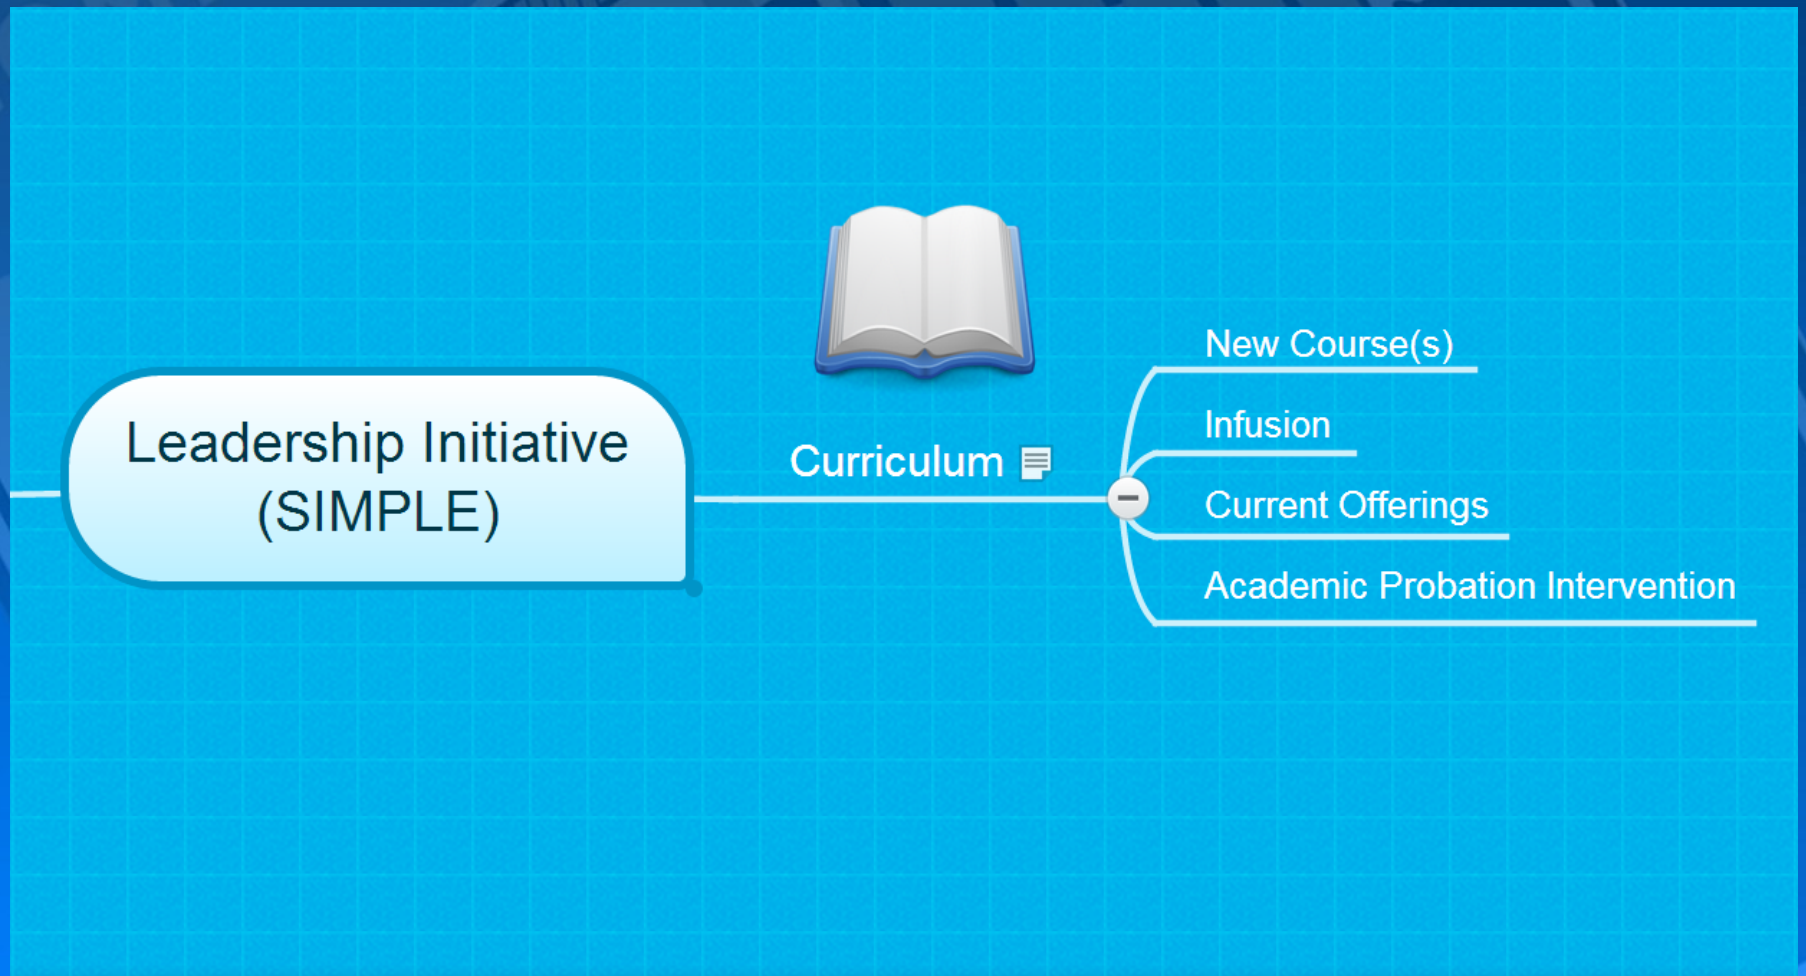 Leadership Initiative
(SIMPLE)
Curriculum
New Course(s)
Infusion
Current Offerings
Academic Probation Intervention